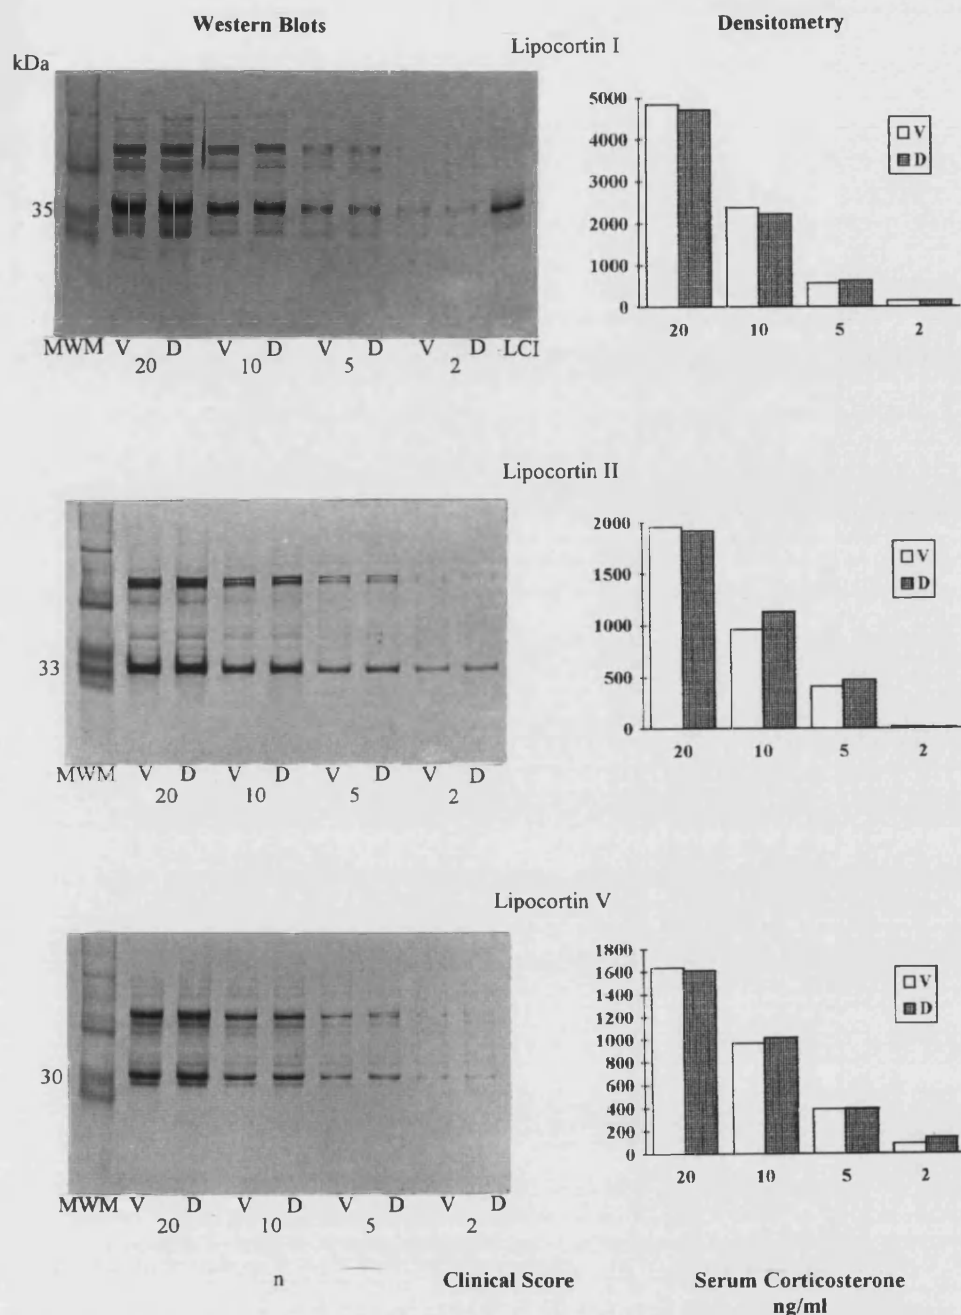 Western Blots
Densitometry
Lipocortin I
kDa
35
MWM V D V D V D V D LCI
20 10 5 2
5000
4000
3000
2000
1000
0
20 10 5 2
V
D
Lipocortin II
33
MWM V D V D V D V D
20 10 5 2
2000
1500
1000
500
0
20 10 5 2
V
D
Lipocortin V
30
MWM V D V D V D V D
20 10 5 2
1800
1600
1400
1200
1000
800
600
400
200
0
20 10 5 2
V
D
n Clinical Score Serum Corticosterone
ng/ml